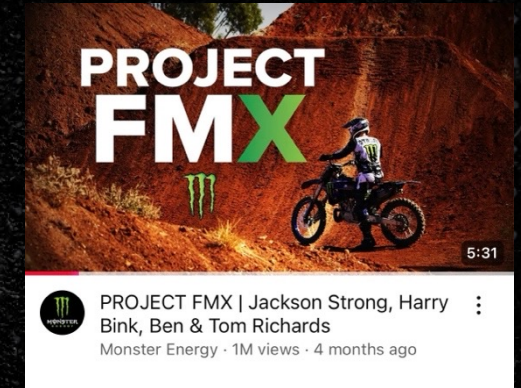 PROJECT
FMX
5:31
MONSTER
PROJECT FMX | Jackson Strong, Harry
Bink, Ben & Tom Richards
Monster Energy · 1M views · 4 months ago